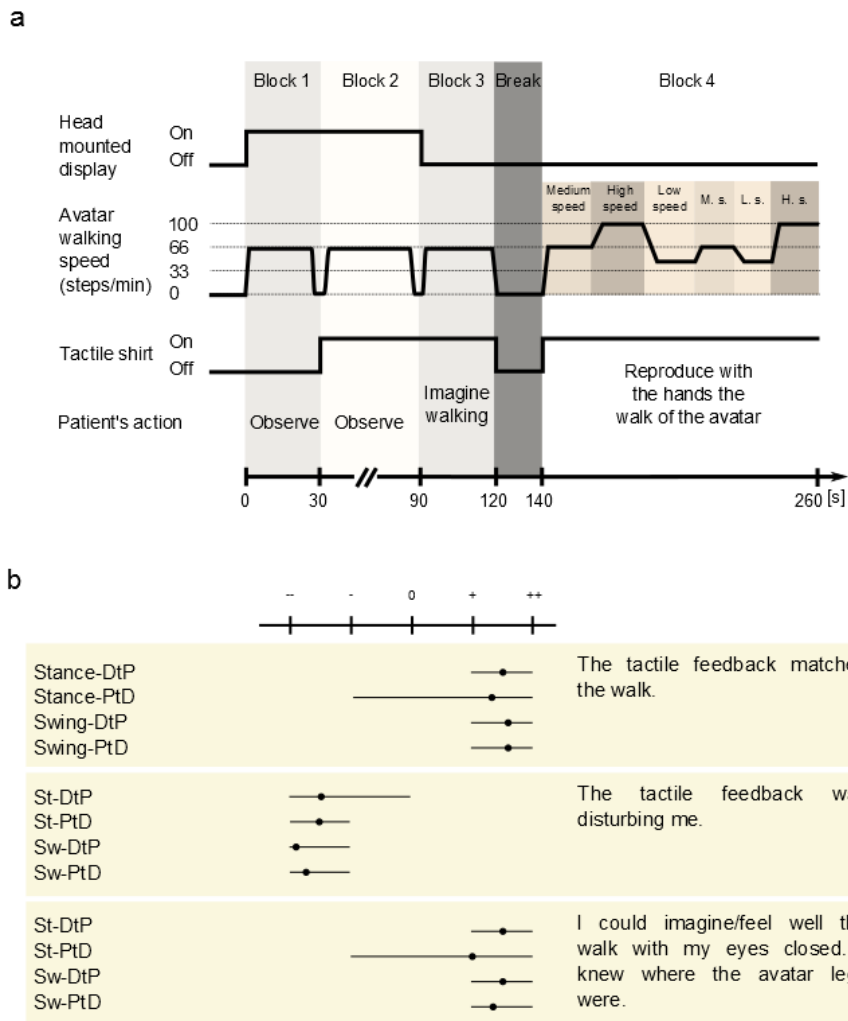 a
Block 1 Block 2 Block 3 Break Block 4
Head
mounted
display
On
Off
Avatar
walking
speed
(steps/min)
100
66
33
0
Medium
speed
High
speed
Low
speed
M. s.
L. s.
H. s.
Tactile shirt
On
Off
Patient's action
Observe
Observe
Imagine
walking
Reproduce with
the hands the
walk of the avatar
0 30 90 120 140 260 [s]
b
-- - 0 + ++
Stance-DtP
Stance-PtD
Swing-DtP
Swing-PtD
The tactile feedback matche
the walk.
St-DtP
St-PtD
Sw-DtP
Sw-PtD
The tactile feedback wa
disturbing me.
St-DtP
St-PtD
Sw-DtP
Sw-PtD
I could imagine/feel well th
walk with my eyes closed.
knew where the avatar leg
were.